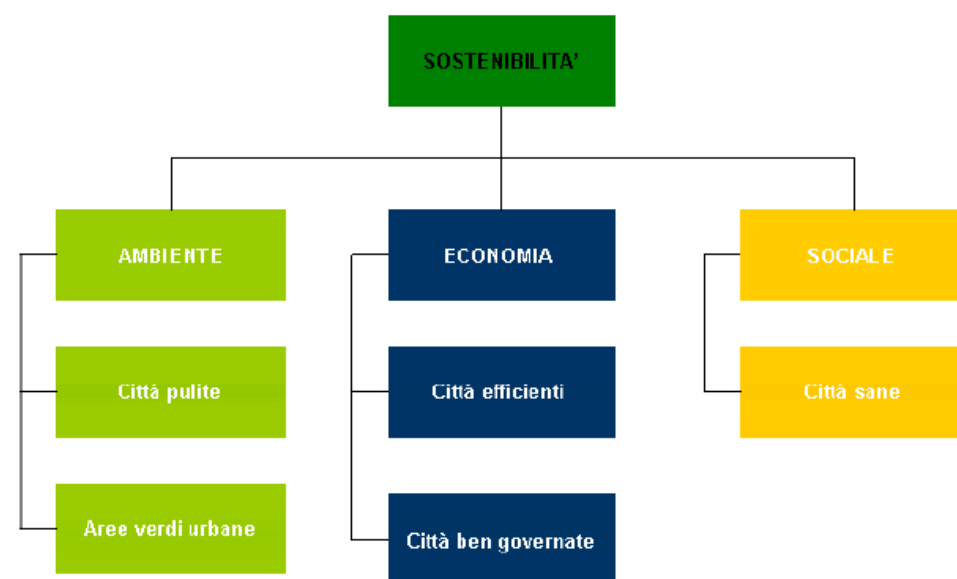 SOSTENIBILITA'
AMBIENTE
ECONOMIA
SOCIALE
Città pulite
Città efficienti
Città sane
Aree verdi urbane
Città ben governate